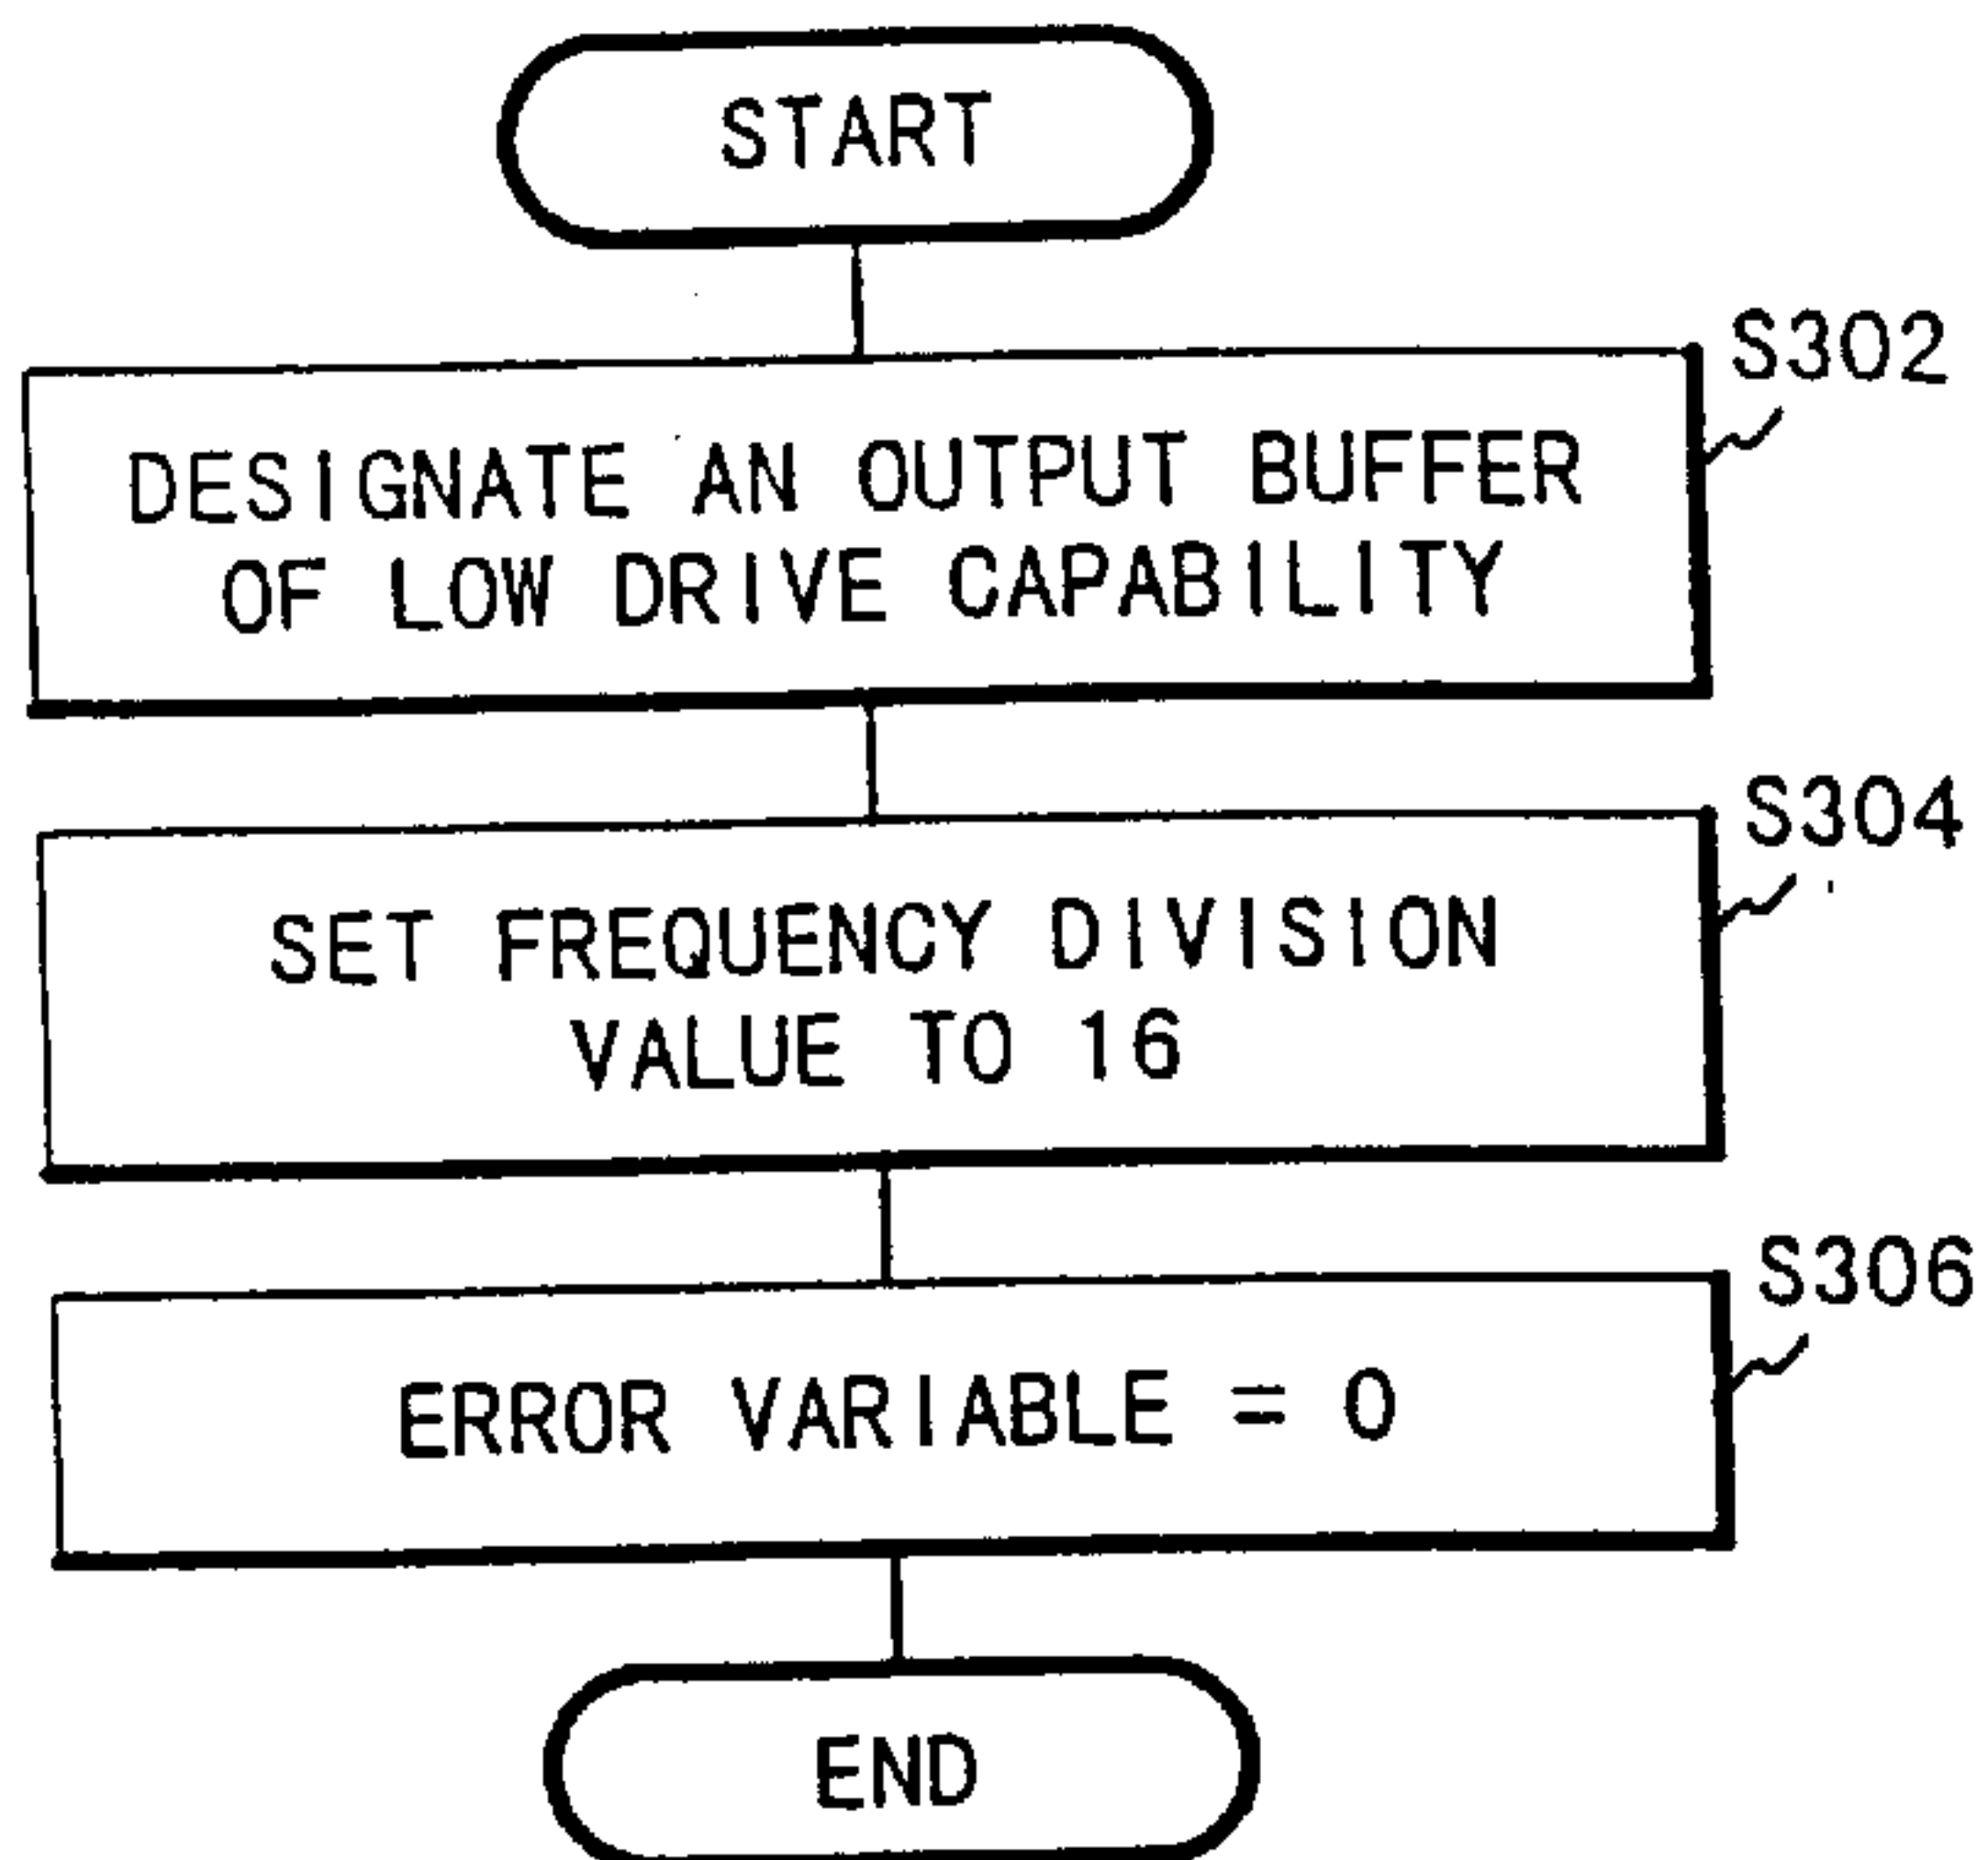 START
S302
DESIGNATE AN OUTPUT BUFFER
OF LOW DRIVE CAPABILITY
S304
SET FREQUENCY DIVISION
VALUE TO 16
S306
ERROR VARIABLE = 0
END